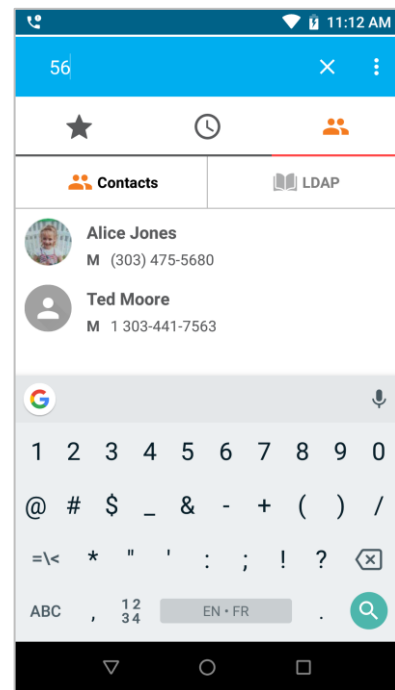 11:12 AM
56
Contacts
LDAP
Alice Jones
M (303) 475-5680
Ted Moore
M 1 303-441-7563
G
1 2 3 4 5 6 7 8 9 0
@ # $ _ & - + ( ) /
=\< * " ' : ; ! ?
ABC , 12 EN • FR .
34